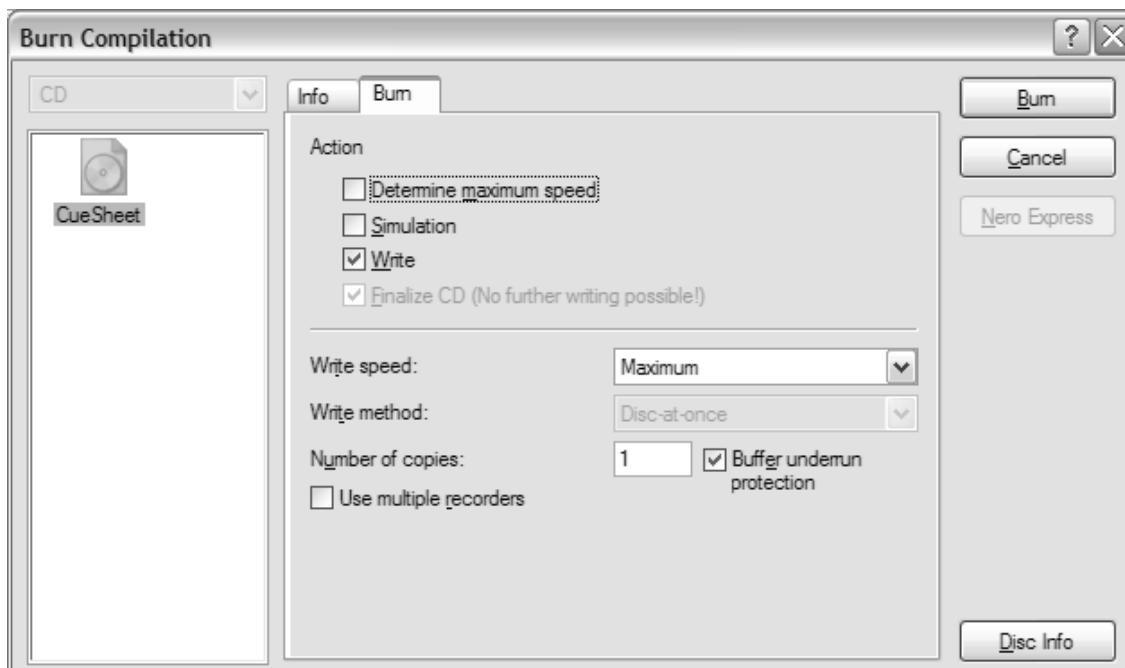 Burn Compilation
?
CD
CueSheet
Info
Burn
Action
Determine maximum speed
Simulation
Write
Finalize CD (No further writing possible!)
Write speed:
Maximum
Write method:
Disc-at-once
Number of copies:
1
Buffer underrun
protection
Use multiple recorders
Burn
Cancel
Nero Express
Disc Info